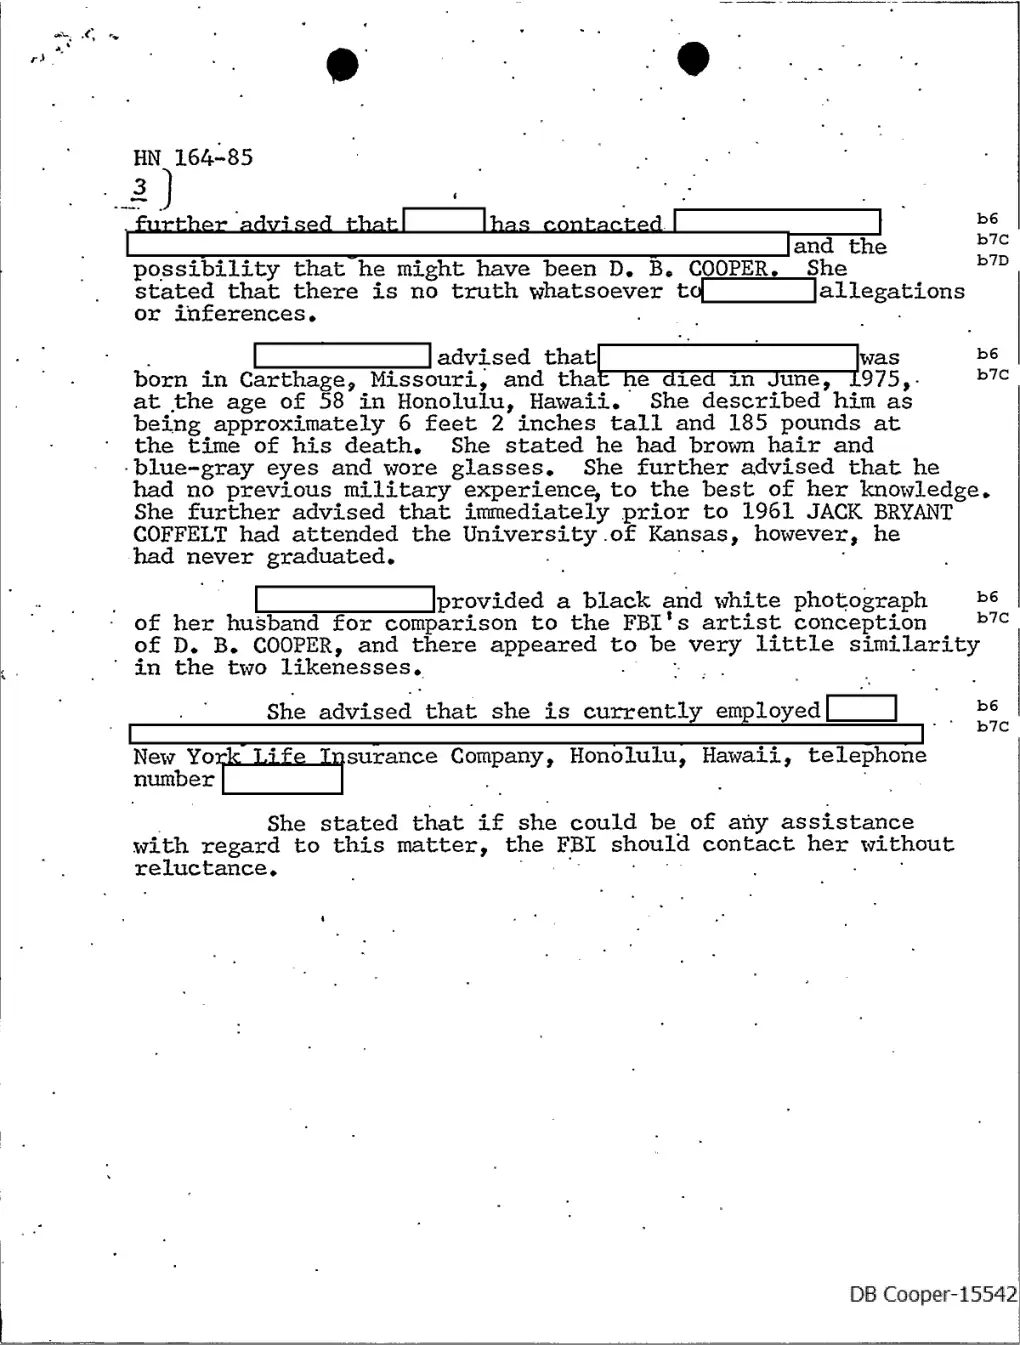 HN 164-85
3
further advised that has contacted b6
b7C
and the
b7D
possibility that he might have been D. B. COOPER. She
stated that there is no truth whatsoever to allegations
or inferences.
advised that was b6
born in Carthage, Missouri, and that he died in June, 1975, b7C
at the age of 58 in Honolulu, Hawaii. She described him as
being approximately 6 feet 2 inches tall and 185 pounds at
the time of his death. She stated he had brown hair and
blue-gray eyes and wore glasses. She further advised that he
had no previous military experience, to the best of her knowledge.
She further advised that immediately prior to 1961 JACK BRYANT
COFFELT had attended the University of Kansas, however, he
had never graduated.
provided a black and white photograph b6
of her husband for comparison to the FBI's artist conception b7C
of D. B. COOPER, and there appeared to be very little similarity
in the two likenesses.
She advised that she is currently employed b6
b7C
New York Life Insurance Company, Honolulu, Hawaii, telephone
number
She stated that if she could be of any assistance
with regard to this matter, the FBI should contact her without
reluctance.
DB Cooper-15542